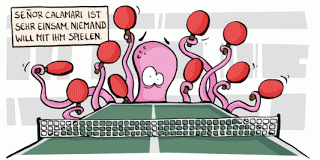 SEÑOR CALAMARI IST
SEHR EINSAM. NIEMAND
WILL MIT IHM SPIELEN.